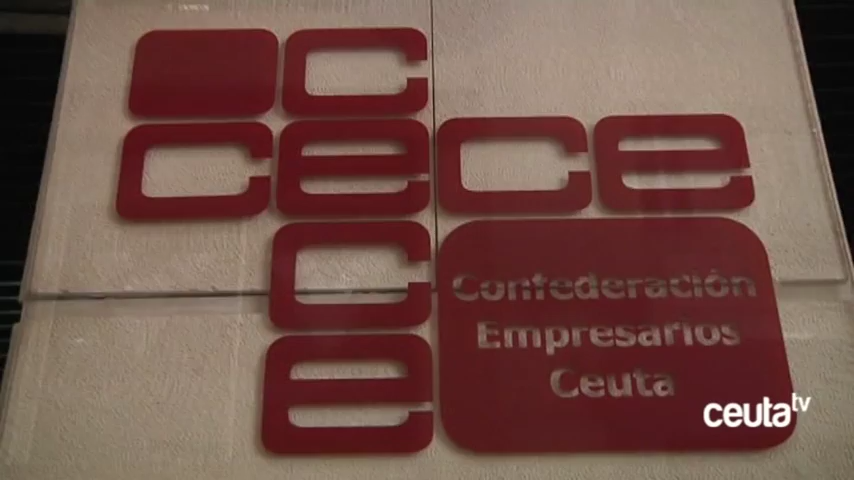 c
cece
c
e
Confederación
Empresarios
Ceuta
ceutatv